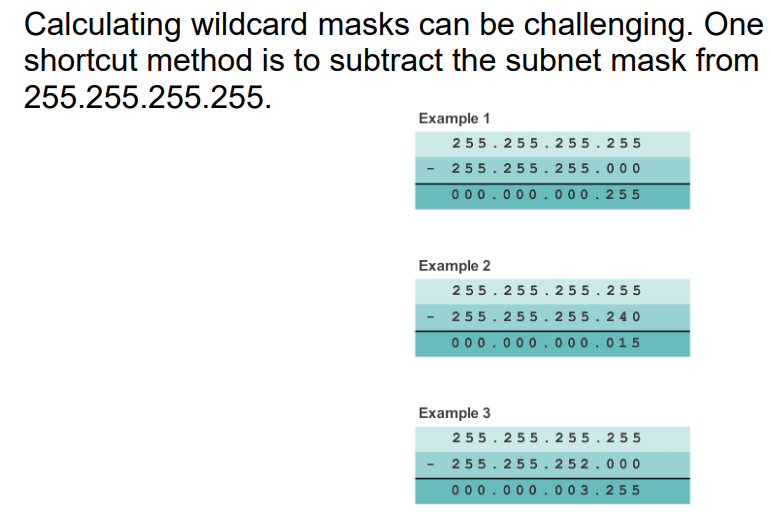 Calculating wildcard masks can be challenging. One
shortcut method is to subtract the subnet mask from
255.255.255.255.
Example 1
255.255.255.255
- 255.255.255.000
000.000.000.255
Example 2
255.255.255.255
- 255.255.255.240
000.000.000.015
Example 3
255.255.255.255
- 255.255.252.000
000.000.003.255